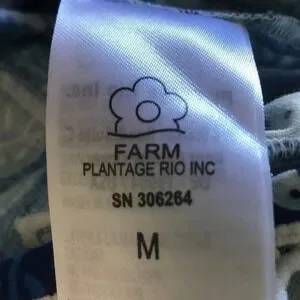 FARM
PLANTAGE RIO INC
SN 306264
M